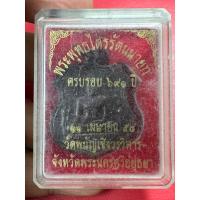 พระพุทธไตรรัตนนายก
ครบรอบ ๖๙๑ ปี
๑๑ เมษายน ๕๘
วัดพนัญเชิงวรวิหาร
จังหวัดพระนครศรีอยุธยา